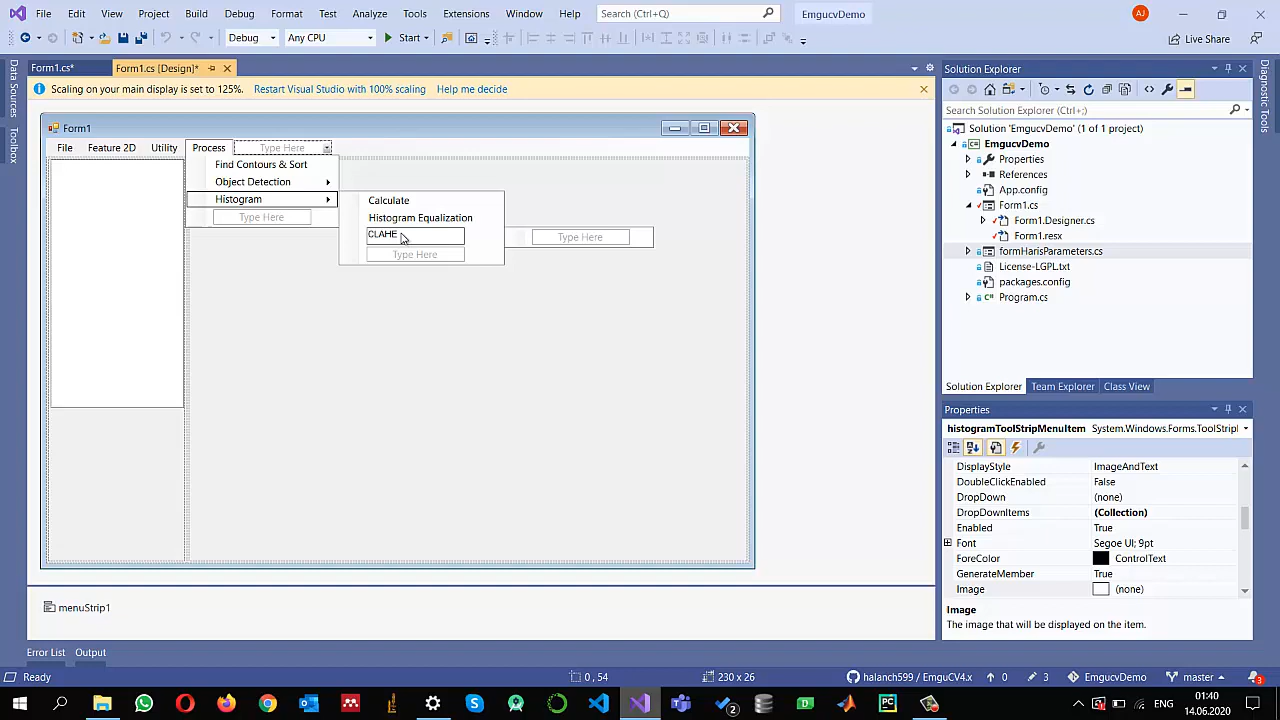 File Edit View Git Project Build Debug Format Test Analyze Tools Extensions Window Help Search (Ctrl+Q) EmgucvDemo AJ
Debug Any CPU Start Live Share
Form1.cs* Form1.cs [Design]*
Data Sources
Toolbox
Scaling on your main display is set to 125%. Restart Visual Studio with 100% scaling Help me decide
Form1
File Feature 2D Utility Process Type Here
Find Contours & Sort
Object Detection
Histogram
Type Here
Calculate
Histogram Equalization
CLAHE
Type Here
Type Here
menuStrip1
Solution Explorer
Search Solution Explorer (Ctrl+;)
Solution 'EmgucvDemo' (1 of 1 project)
EmgucvDemo
Properties
References
App.config
Form1.cs
Form1.Designer.cs
Form1.resx
formHarisParameters.cs
License-LGPL.txt
packages.config
Program.cs
Solution Explorer Team Explorer Class View
Diagnostic Tools
Properties
histogramToolStripMenuItem System.Windows.Forms.ToolStripl
DisplayStyle ImageAndText
DoubleClickEnabled False
DropDown (none)
DropDownItems (Collection)
Enabled True
Font Segoe UI; 9pt
ForeColor ControlText
GenerateMember True
Image (none)
Image
The image that will be displayed on the item.
Error List Output
Ready 0 , 54 230 x 26 halanch599 / EmguCV4.x 0 3 EmgucvDemo master 3
ENG 01:40
14.06.2020